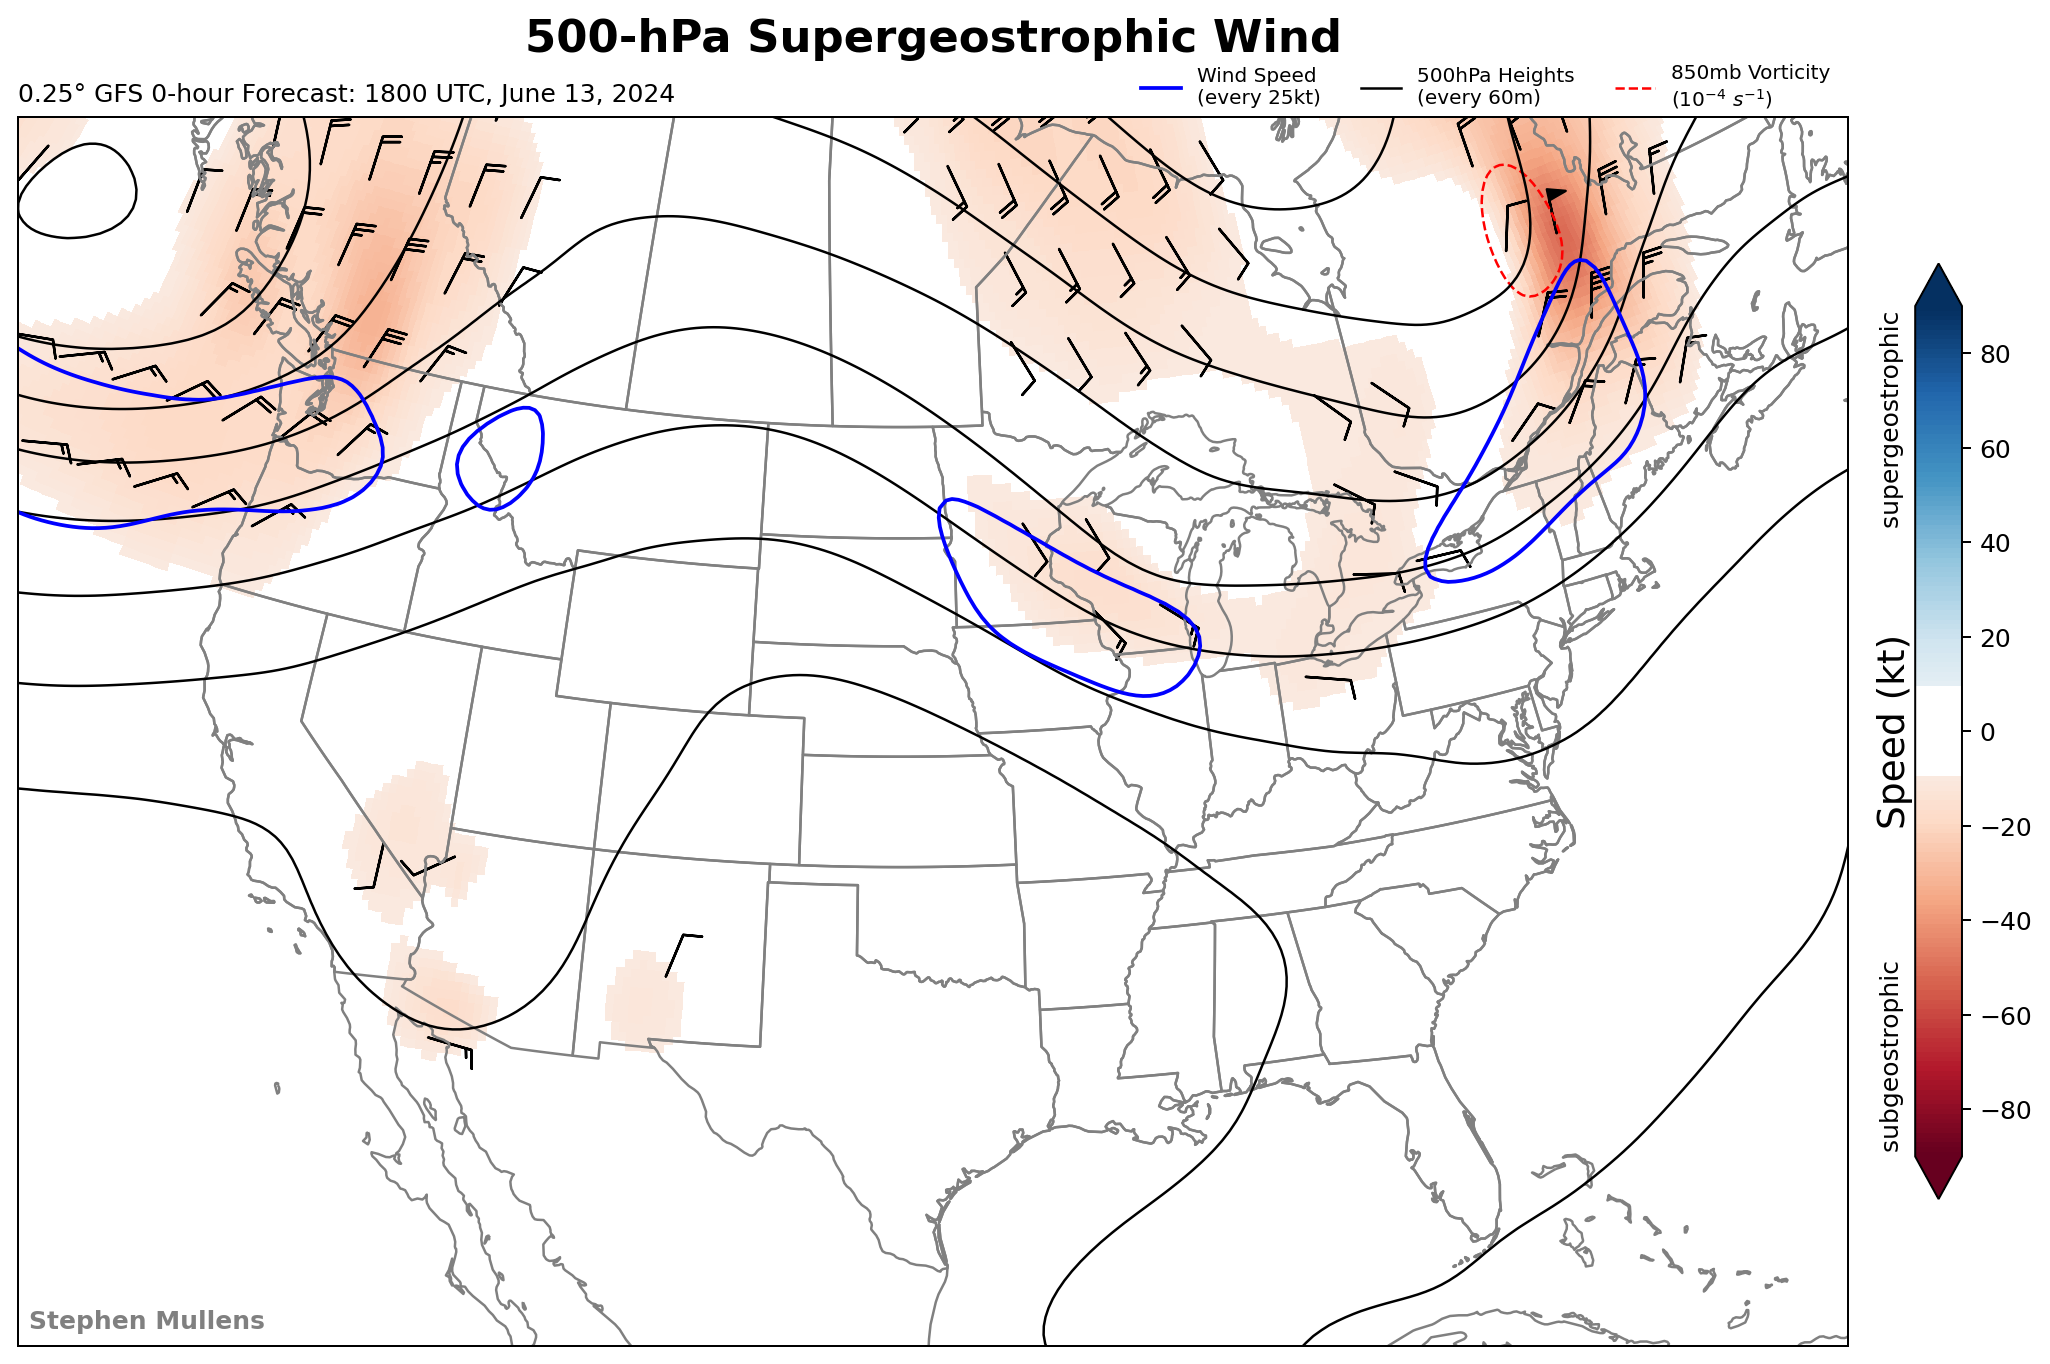 500-hPa Supergeostrophic Wind
0.25° GFS 0-hour Forecast: 1800 UTC, June 13, 2024
Wind Speed
(every 25kt)
500hPa Heights
(every 60m)
850mb Vorticity
(10⁻⁴ s⁻¹)
supergeostrophic
Speed (kt)
subgeostrophic
80
60
40
20
0
−20
−40
−60
−80
Stephen Mullens